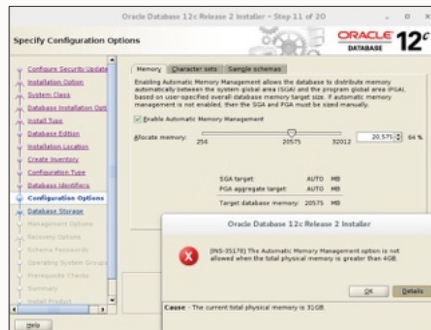 Oracle Database 12c Release 2 Installer - Step 11 of 20
Specify Configuration Options
ORACLE
DATABASE
12c
Configure Security Update
Installation Option
System Class
Database Installation Opti
Install Type
Database Edition
Installation Location
Create Inventory
Configuration Type
Database Identifiers
Configuration Options
Database Storage
Management Options
Recovery Options
Schema Passwords
Operating System Groups
Prerequisite Checks
Summary
Install Product
Memory
Character sets
Sample schemas
Enabling Automatic Memory Management allows the database to distribute memory
automatically between the system global area (SGA) and the program global area (PGA),
based on user-specified overall database memory target size. If automatic memory
management is not enabled, then the SGA and PGA must be sized manually.
Enable Automatic Memory Management
Allocate memory:
20,575
64 %
256
20575
32012
SGA target: AUTO MB
PGA aggregate target: AUTO MB
Target database memory: 20575 MB
Oracle Database 12c Release 2 Installer
[INS-35178] The Automatic Memory Management option is not
allowed when the total physical memory is greater than 4GB.
OK
Details
Cause - The current total physical memory is 31GB.
Help